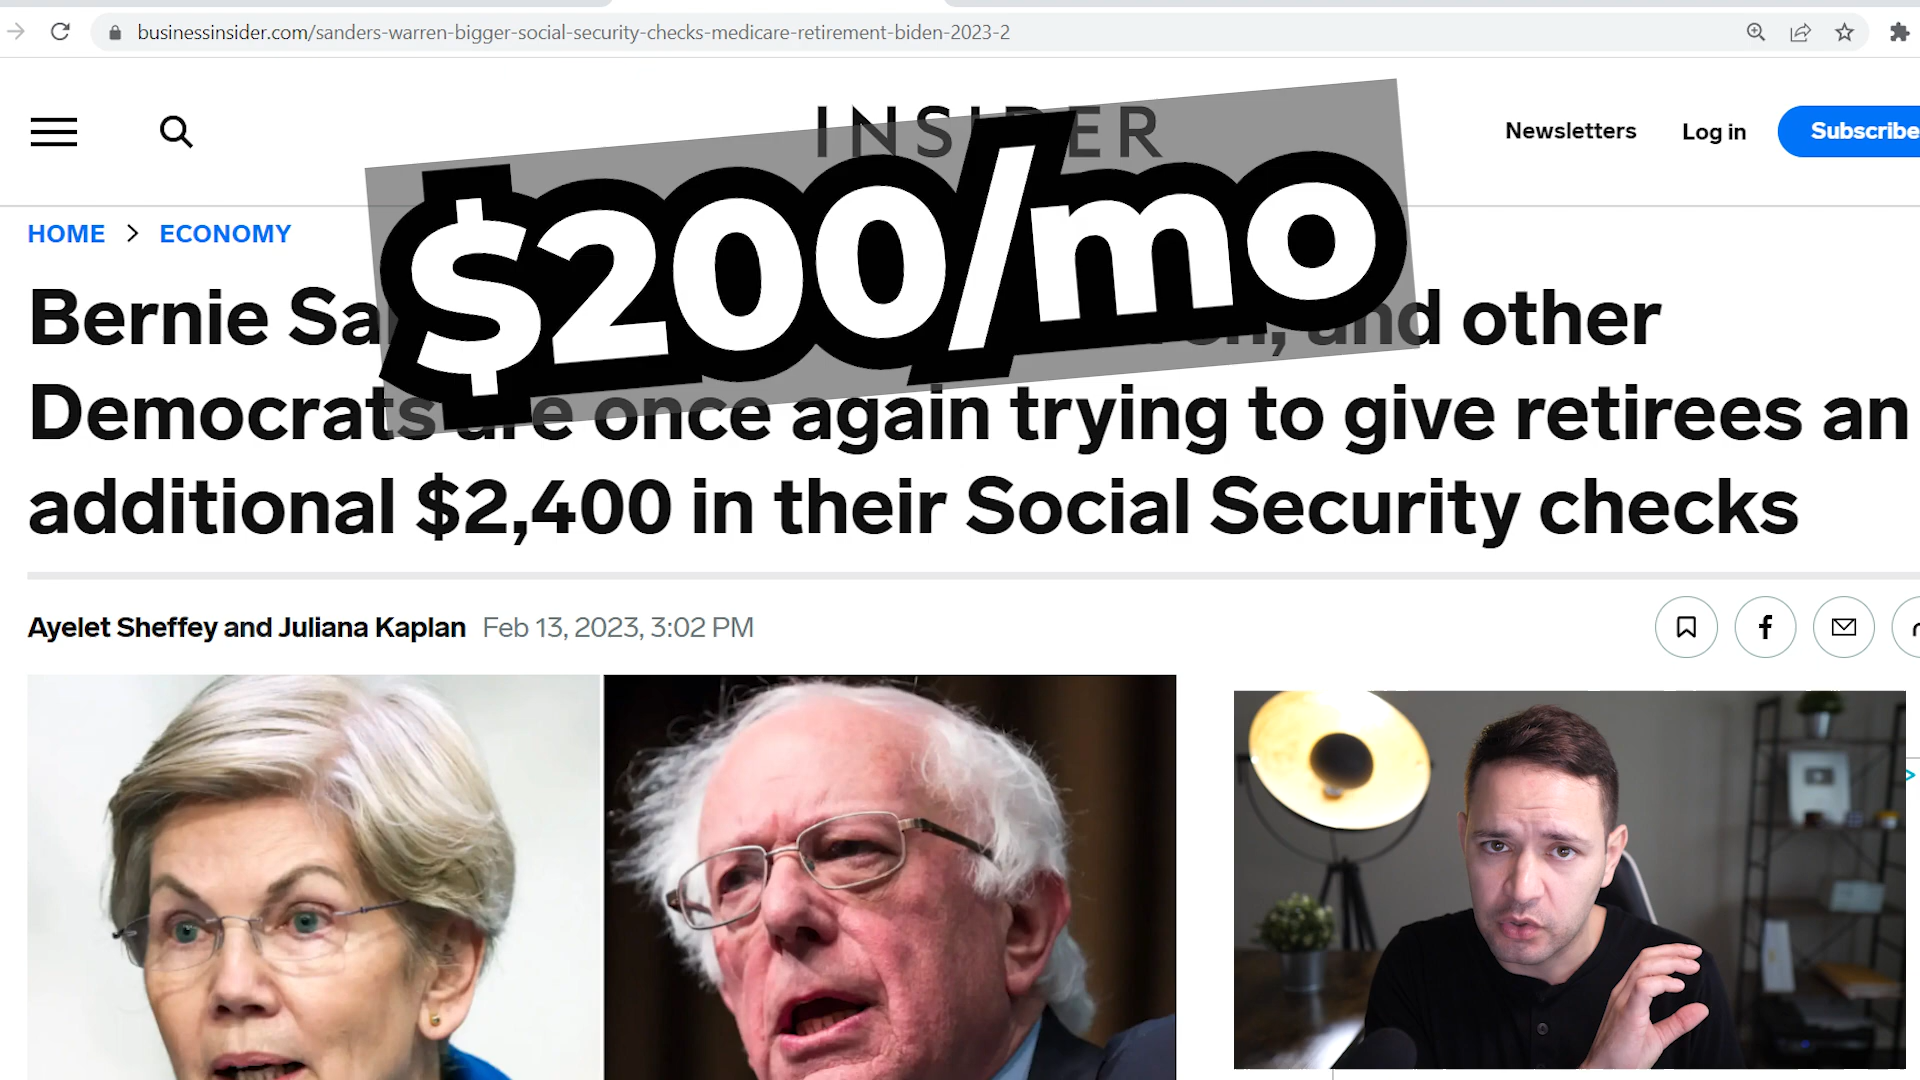 businessinsider.com/sanders-warren-bigger-social-security-checks-medicare-retirement-biden-2023-2
INSIDER
Newsletters
Log in
Subscribe
$200/mo
HOME > ECONOMY
Bernie Sa and other
Democrats are once again trying to give retirees an
additional $2,400 in their Social Security checks
Ayelet Sheffey and Juliana Kaplan Feb 13, 2023, 3:02 PM